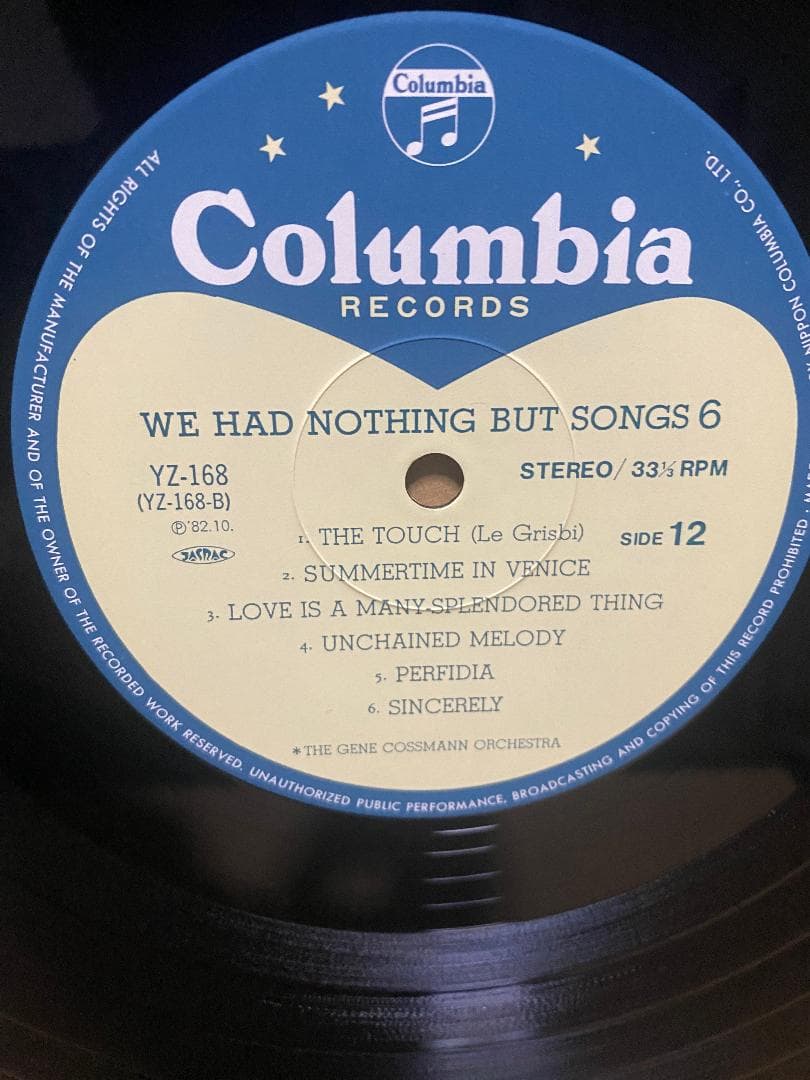 Columbia
Columbia
RECORDS
WE HAD NOTHING BUT SONGS 6
YZ-168
(YZ-168-B)
Ⓟ'82.10.
JASRAC
STEREO/33⅓ RPM
SIDE 12
1. THE TOUCH (Le Grisbi)
2. SUMMERTIME IN VENICE
3. LOVE IS A MANY-SPLENDORED THING
4. UNCHAINED MELODY
5. PERFIDIA
6. SINCERELY
*THE GENE COSSMANN ORCHESTRA
ALL RIGHTS OF THE MANUFACTURER AND OF THE OWNER OF THE RECORDED WORK RESERVED. UNAUTHORIZED PUBLIC PERFORMANCE, BROADCASTING AND COPYING OF THIS RECORD PROHIBITED. NIPPON COLUMBIA CO., LTD.